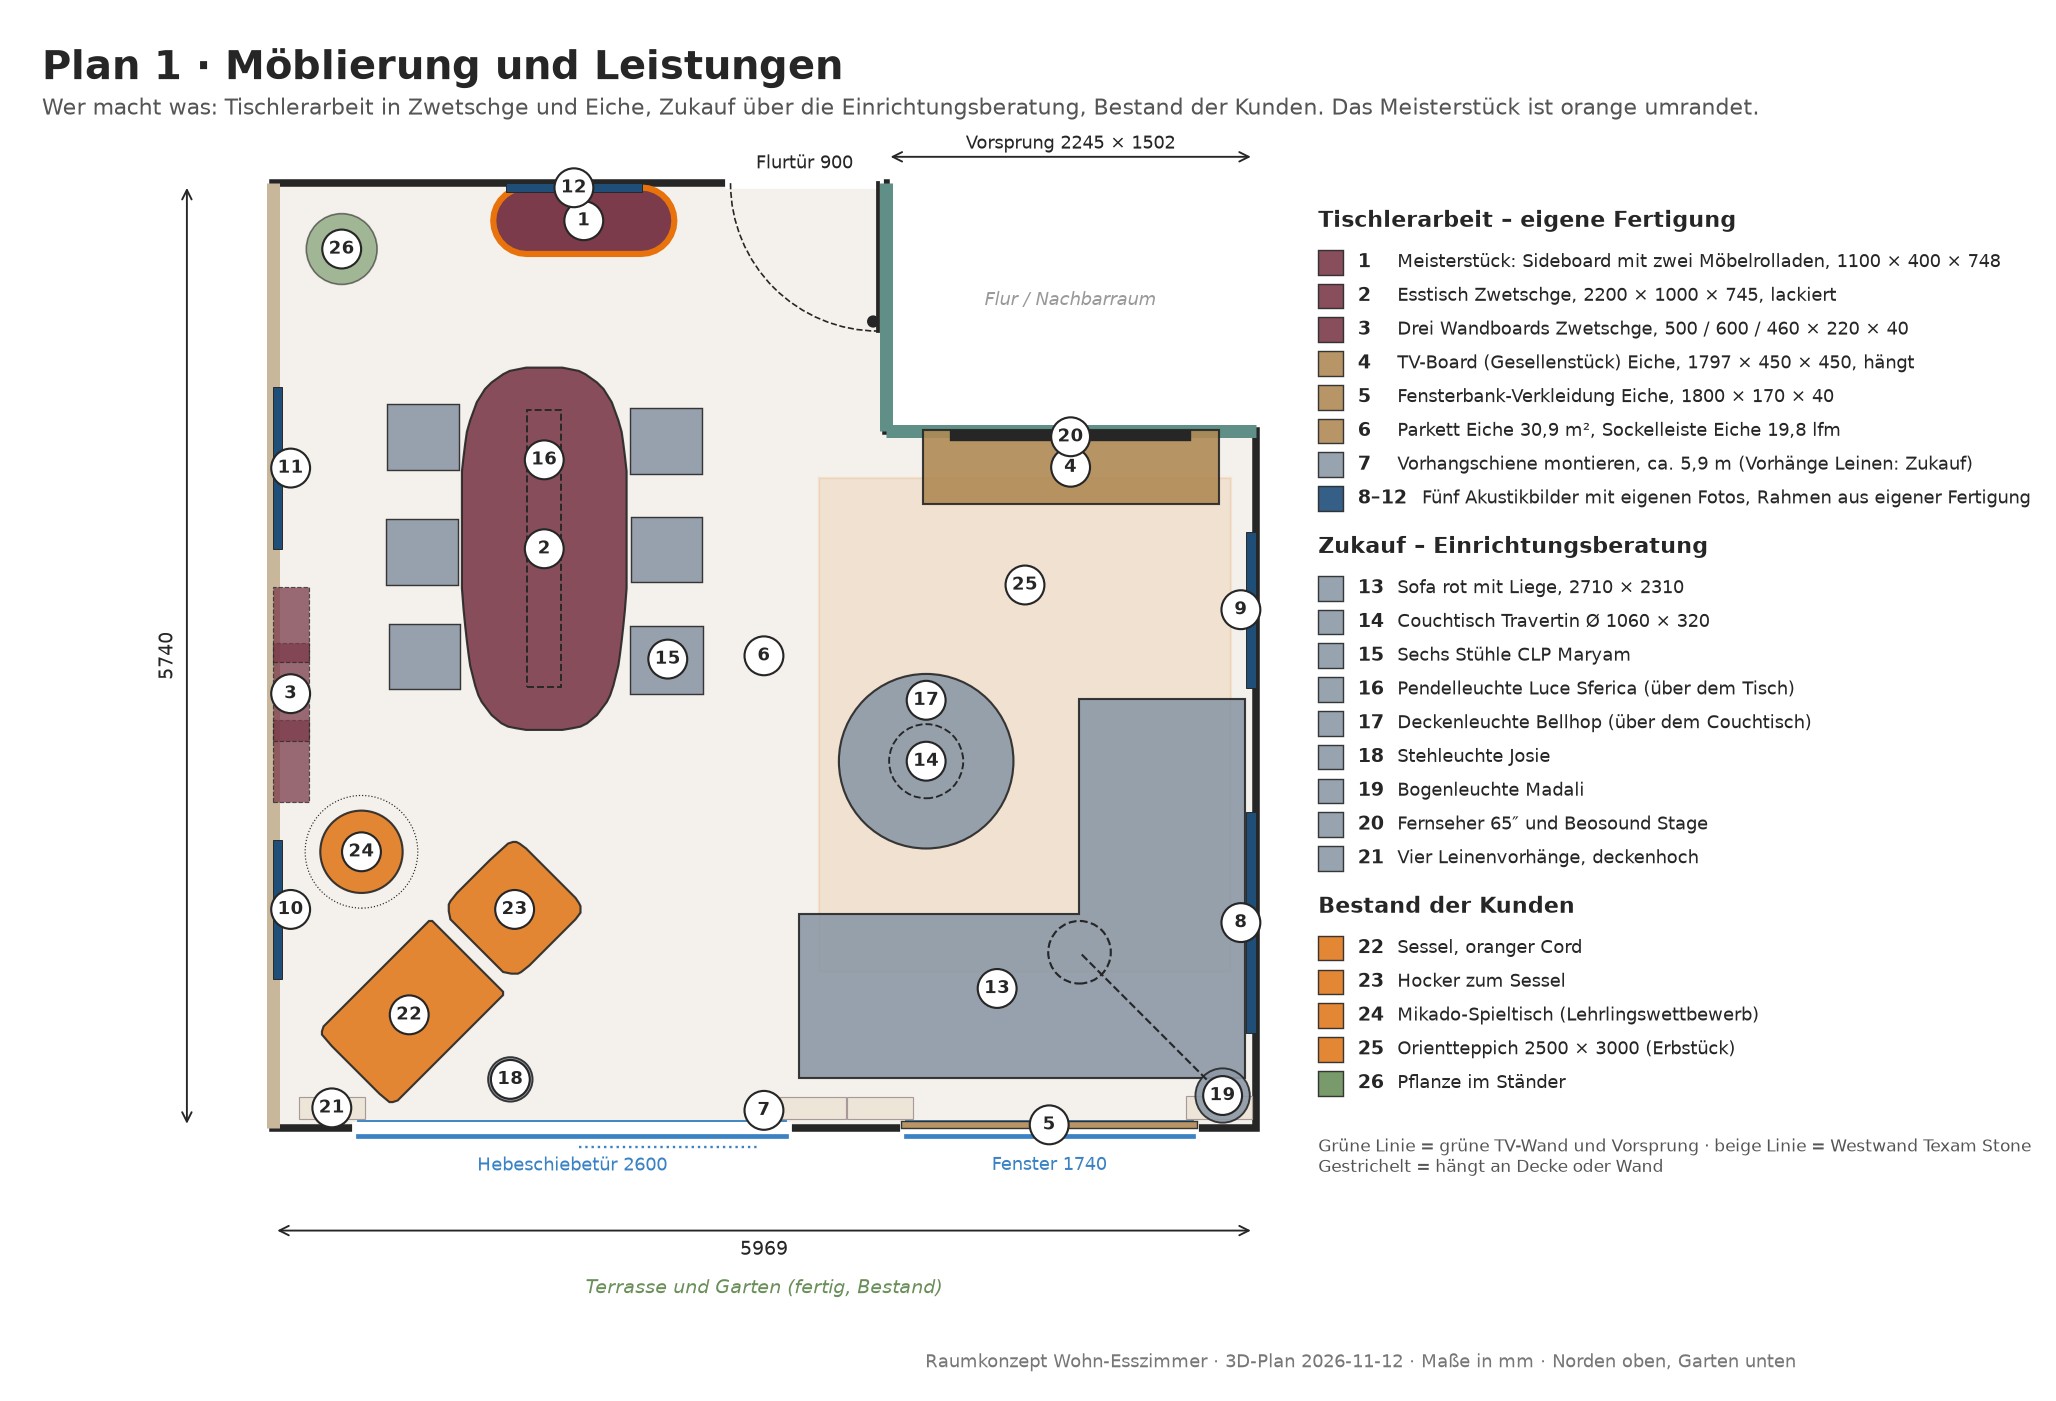 Plan 1 · Möblierung und Leistungen
Wer macht was: Tischlerarbeit in Zwetschge und Eiche, Zukauf über die Einrichtungsberatung, Bestand der Kunden. Das Meisterstück ist orange umrandet.
Vorsprung 2245 × 1502
Flurtür 900
12
1
26
Flur / Nachbarraum
20
4
16
11
2
25
9
15
6
3
17
14
24
23
10
8
13
22
18
21
7
19
5
5740
Hebeschiebetür 2600
Fenster 1740
5969
Terrasse und Garten (fertig, Bestand)
Tischlerarbeit – eigene Fertigung
1 Meisterstück: Sideboard mit zwei Möbelrolladen, 1100 × 400 × 748
2 Esstisch Zwetschge, 2200 × 1000 × 745, lackiert
3 Drei Wandboards Zwetschge, 500 / 600 / 460 × 220 × 40
4 TV-Board (Gesellenstück) Eiche, 1797 × 450 × 450, hängt
5 Fensterbank-Verkleidung Eiche, 1800 × 170 × 40
6 Parkett Eiche 30,9 m², Sockelleiste Eiche 19,8 lfm
7 Vorhangschiene montieren, ca. 5,9 m (Vorhänge Leinen: Zukauf)
8–12 Fünf Akustikbilder mit eigenen Fotos, Rahmen aus eigener Fertigung
Zukauf – Einrichtungsberatung
13 Sofa rot mit Liege, 2710 × 2310
14 Couchtisch Travertin Ø 1060 × 320
15 Sechs Stühle CLP Maryam
16 Pendelleuchte Luce Sferica (über dem Tisch)
17 Deckenleuchte Bellhop (über dem Couchtisch)
18 Stehleuchte Josie
19 Bogenleuchte Madali
20 Fernseher 65″ und Beosound Stage
21 Vier Leinenvorhänge, deckenhoch
Bestand der Kunden
22 Sessel, oranger Cord
23 Hocker zum Sessel
24 Mikado-Spieltisch (Lehrlingswettbewerb)
25 Orientteppich 2500 × 3000 (Erbstück)
26 Pflanze im Ständer
Grüne Linie = grüne TV-Wand und Vorsprung · beige Linie = Westwand Texam Stone
Gestrichelt = hängt an Decke oder Wand
Raumkonzept Wohn-Esszimmer · 3D-Plan 2026-11-12 · Maße in mm · Norden oben, Garten unten